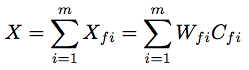 X = \sum_{i=1}^{m} X_{fi} = \sum_{i=1}^{m} W_{fi} C_{fi}